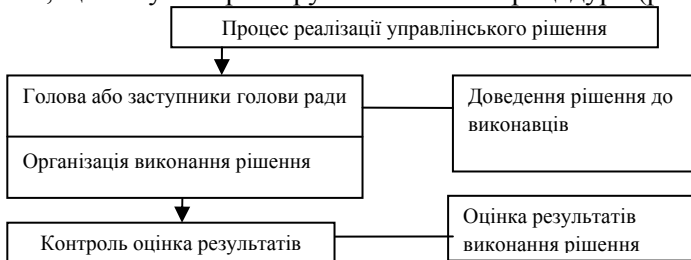 Процес реалізації управлінського рішення
Голова або заступники голови ради
Доведення рішення до
виконавців
Організація виконання рішення
Оцінка результатів
виконання рішення
Контроль оцінка результатів